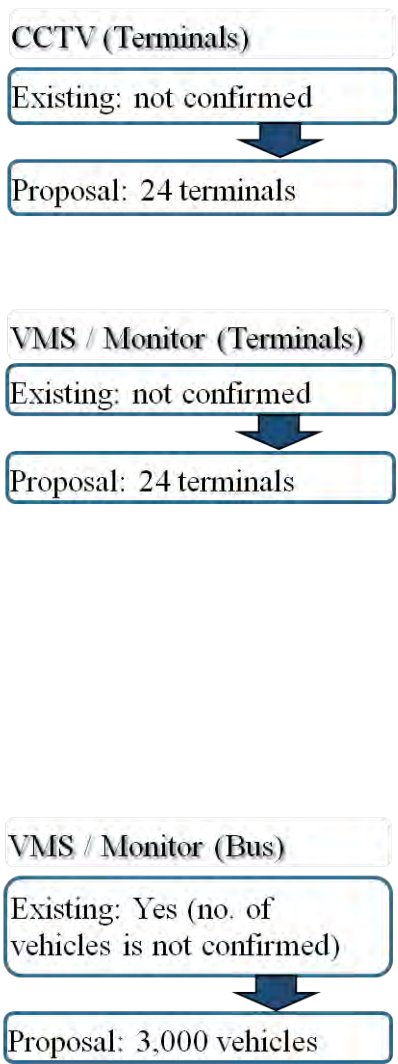 CCTV (Terminals)
Existing: not confirmed
Proposal: 24 terminals
VMS / Monitor (Terminals)
Existing: not confirmed
Proposal: 24 terminals
VMS / Monitor (Bus)
Existing: Yes (no. of
vehicles is not confirmed)
Proposal: 3,000 vehicles